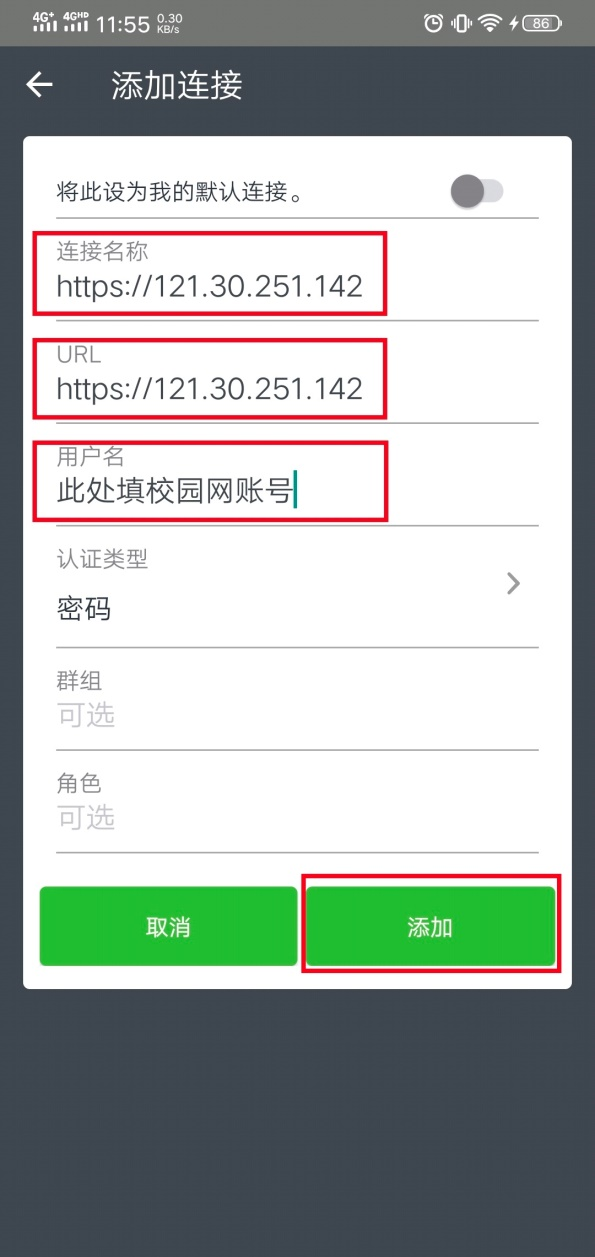 4G+ 4GHD 11:55 0.30 KB/s 86
添加连接
将此设为我的默认连接。
连接名称
https://121.30.251.142
URL
https://121.30.251.142
用户名
此处填校园网账号
认证类型
密码
群组
可选
角色
可选
取消 添加